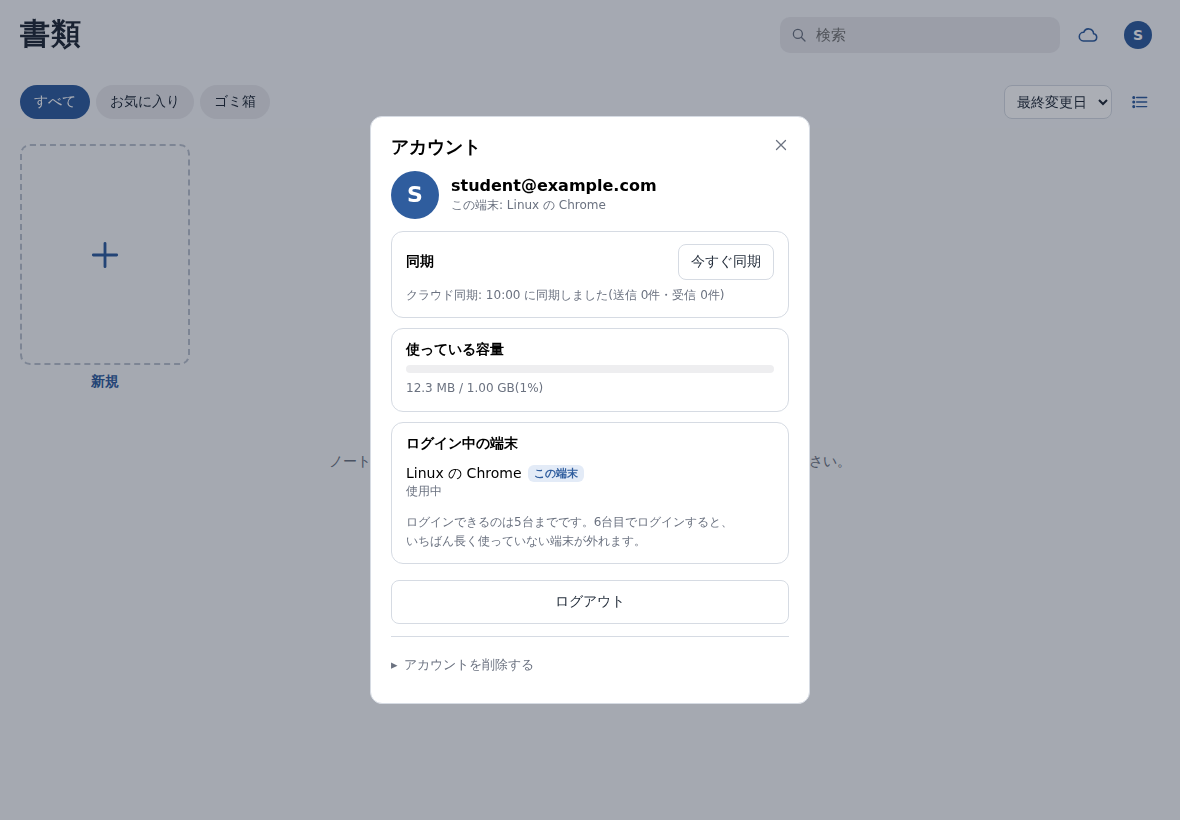 書類
検索
S
すべて
お気に入り
ゴミ箱
最終変更日
新規
ノート
さい。
アカウント
S
student@example.com
この端末: Linux の Chrome
同期
今すぐ同期
クラウド同期: 10:00 に同期しました(送信 0件・受信 0件)
使っている容量
12.3 MB / 1.00 GB(1%)
ログイン中の端末
Linux の Chrome この端末
使用中
ログインできるのは5台までです。6台目でログインすると、
いちばん長く使っていない端末が外れます。
ログアウト
▸ アカウントを削除する